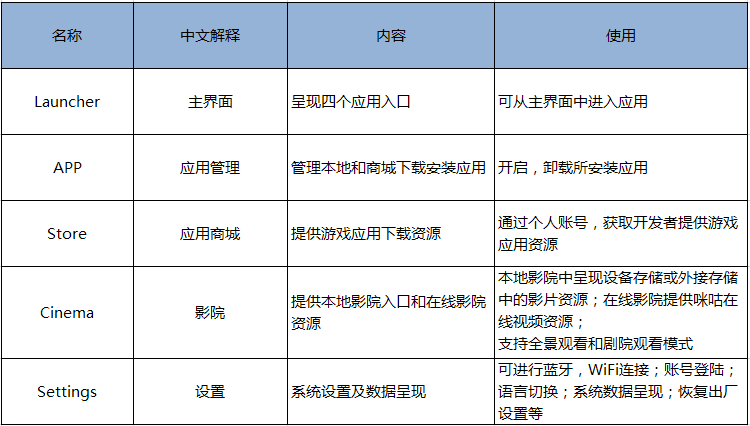 名称 中文解释 内容 使用
Launcher 主界面 呈现四个应用入口 可从主界面中进入应用
APP 应用管理 管理本地和商城下载安装应用 开启，卸载所安装应用
Store 应用商城 提供游戏应用下载资源 通过个人账号，获取开发者提供游戏
应用资源
Cinema 影院 提供本地影院入口和在线影院
资源
本地影院中呈现设备存储或外接存储
中的影片资源；在线影院提供咪咕在
线视频资源；
支持全景观看和剧院观看模式
Settings 设置 系统设置及数据呈现 可进行蓝牙，WiFi连接；账号登陆；
语言切换；系统数据呈现；恢复出厂
设置等